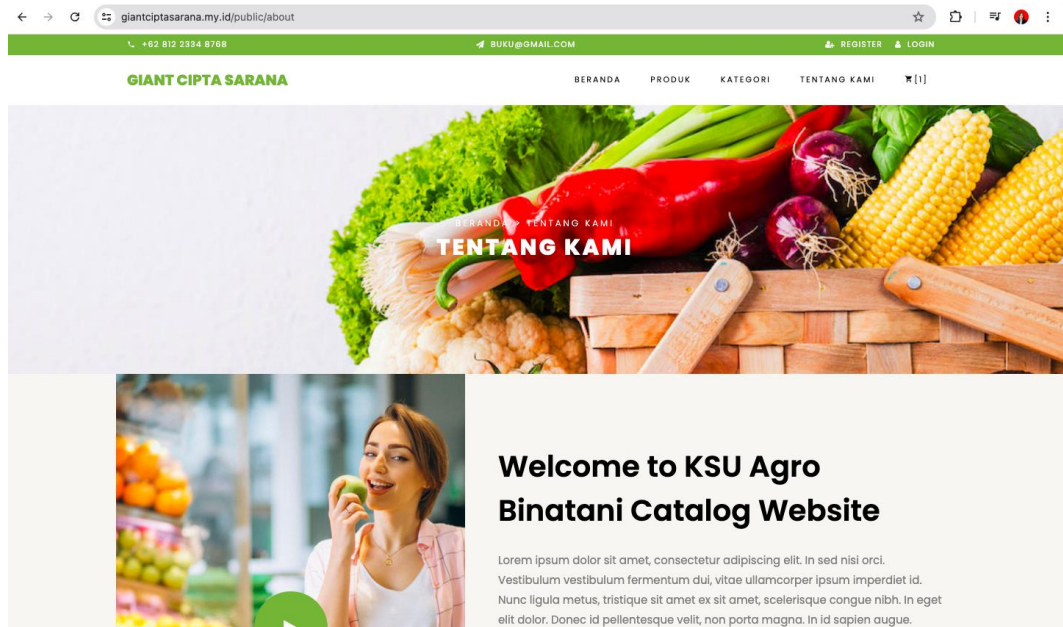 giantciptasarana.my.id/public/about
+62 812 2334 8768
BUKU@GMAIL.COM
REGISTER LOGIN
GIANT CIPTA SARANA
BERANDA PRODUK KATEGORI TENTANG KAMI [1]
BERANDA > TENTANG KAMI
TENTANG KAMI
Welcome to KSU Agro
Binatani Catalog Website
Lorem ipsum dolor sit amet, consectetur adipiscing elit. In sed nisi orci.
Vestibulum vestibulum fermentum dui, vitae ullamcorper ipsum imperdiet id.
Nunc ligula metus, tristique sit amet ex sit amet, scelerisque congue nibh. In eget
elit dolor. Donec id pellentesque velit, non porta magna. In id sapien augue.